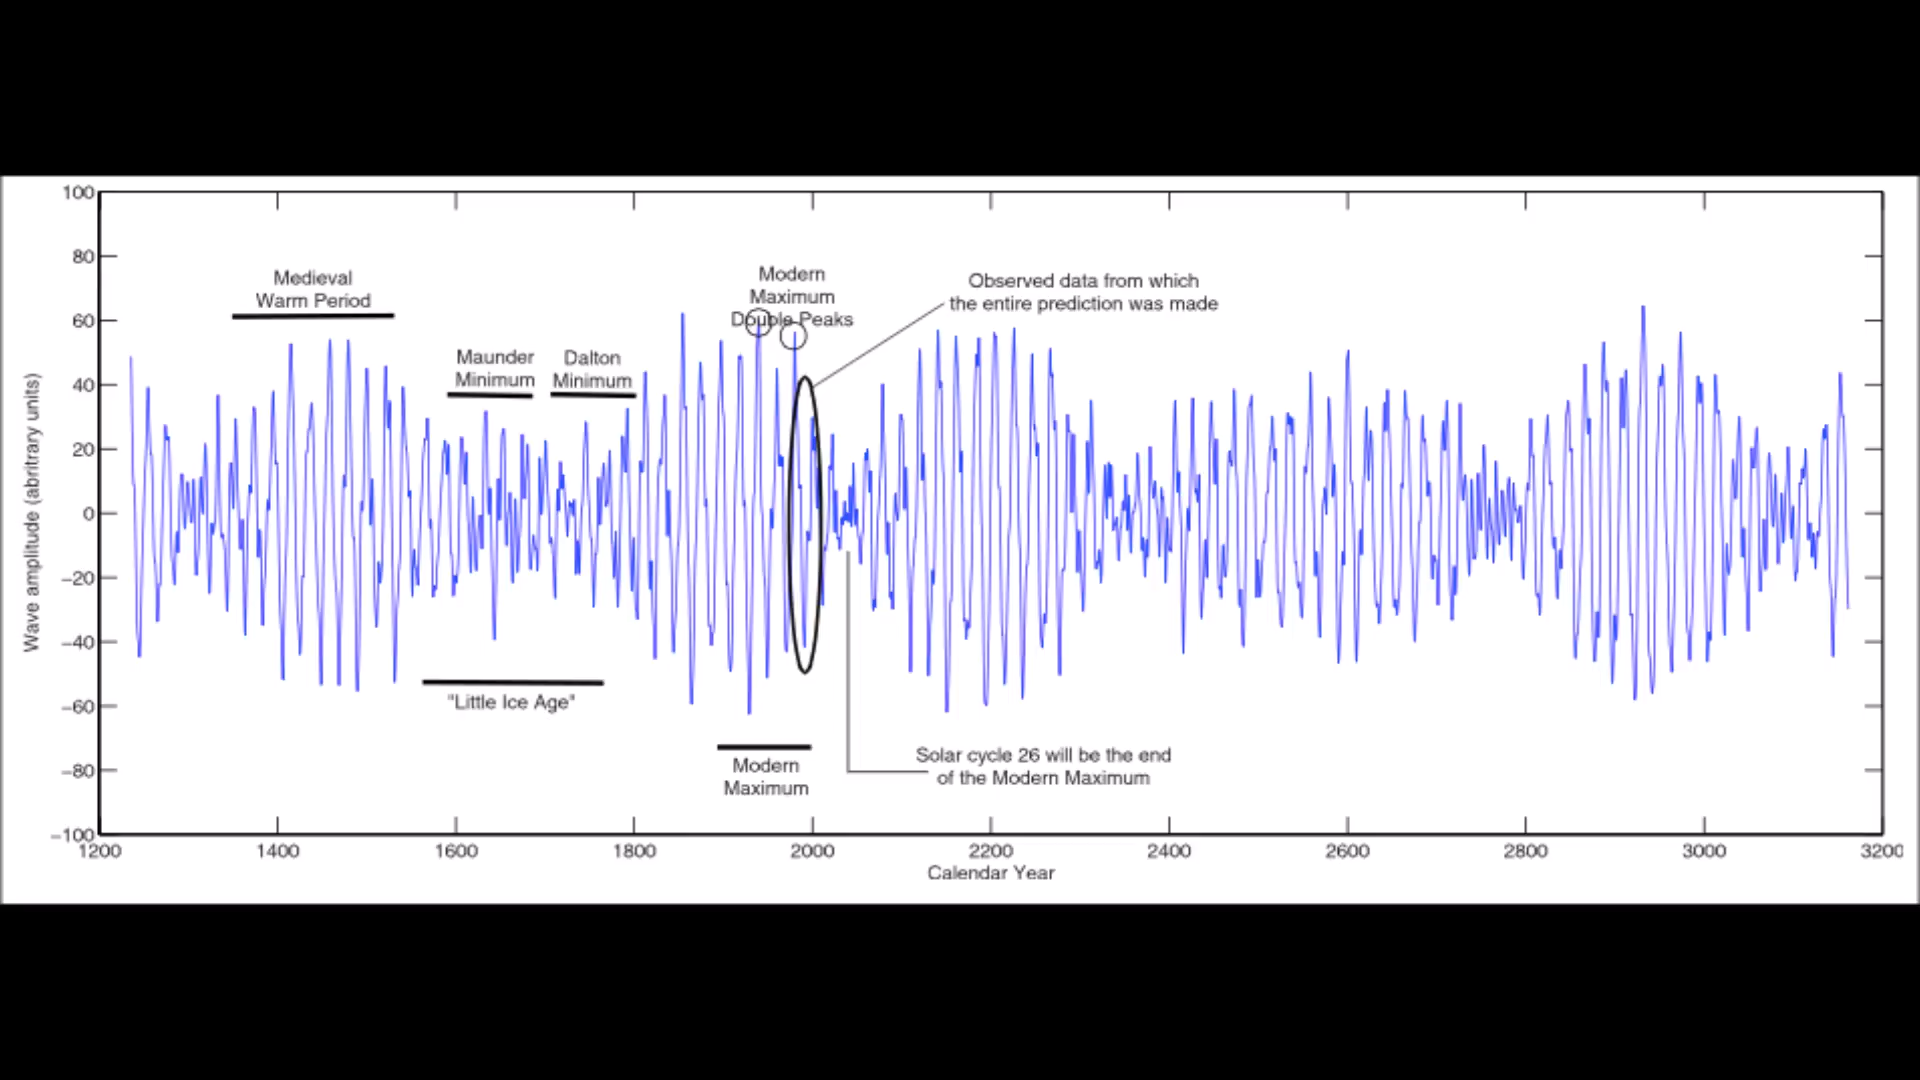 100
80
60
40
20
0
−20
−40
−60
−80
−100
Wave amplitude (abritrary units)
Medieval
Warm Period
Maunder
Minimum
Dalton
Minimum
Modern
Maximum
Double Peaks
Observed data from which
the entire prediction was made
"Little Ice Age"
Modern
Maximum
Solar cycle 26 will be the end
of the Modern Maximum
1200 1400 1600 1800 2000 2200 2400 2600 2800 3000 3200
Calendar Year